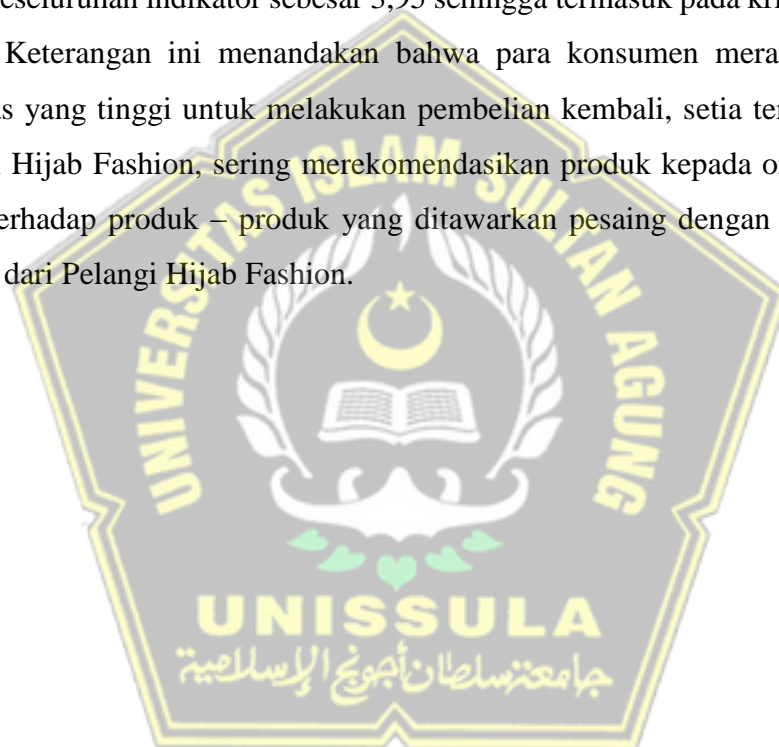 keseluruhan indikator sebesar 3,95 sehingga termasuk pada
Keterangan ini menandakan bahwa para konsumen
yang tinggi untuk melakukan pembelian kembali, setia
Hijab Fashion, sering merekomendasikan produk kepada
terhadap produk – produk yang ditawarkan pesaing dengan
dari Pelangi Hijab Fashion.
UNIVERSITAS ISLAM SULTAN AGUNG
UNISSULA
جامعة سلطان أجونج الإسلامية